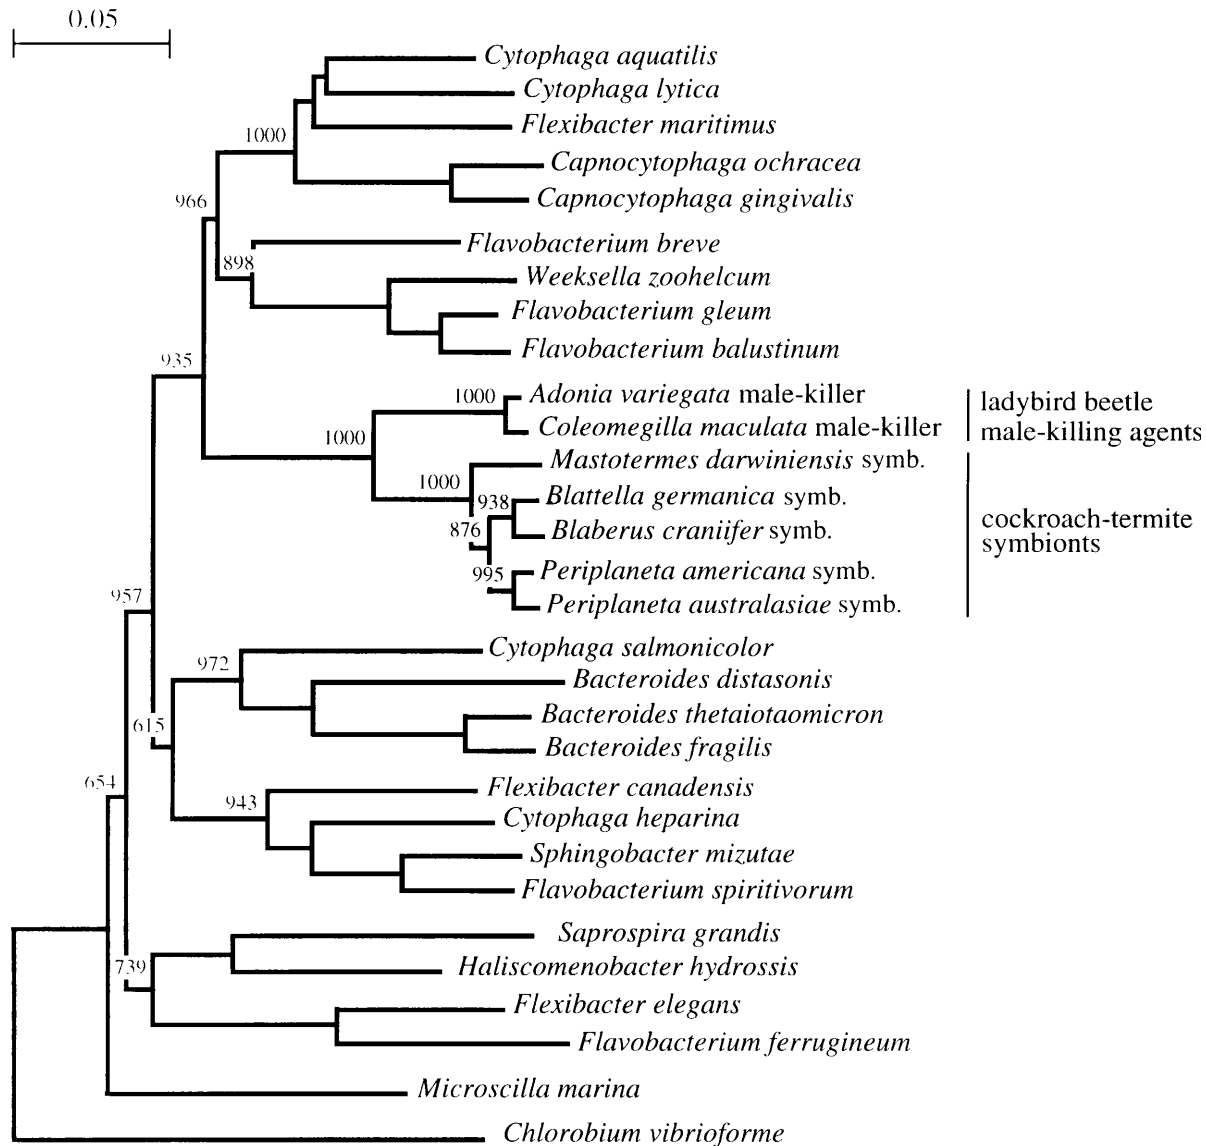 0.05
Cytophaga aquatilis
Cytophaga lytica
Flexibacter maritimus
1000
Capnocytophaga ochracea
Capnocytophaga gingivalis
966
Flavobacterium breve
898
Weeksella zoohelcum
Flavobacterium gleum
Flavobacterium balustinum
935
1000
Adonia variegata male-killer
Coleomegilla maculata male-killer
ladybird beetle
male-killing agents
1000
Mastotermes darwiniensis symb.
1000
938
Blattella germanica symb.
876
Blaberus craniifer symb.
995
Periplaneta americana symb.
Periplaneta australasiae symb.
cockroach-termite
symbionts
957
Cytophaga salmonicolor
972
Bacteroides distasonis
Bacteroides thetaiotaomicron
615
Bacteroides fragilis
654
Flexibacter canadensis
943
Cytophaga heparina
Sphingobacter mizutae
Flavobacterium spiritivorum
Saprospira grandis
739
Haliscomenobacter hydrossis
Flexibacter elegans
Flavobacterium ferrugineum
Microscilla marina
Chlorobium vibrioforme